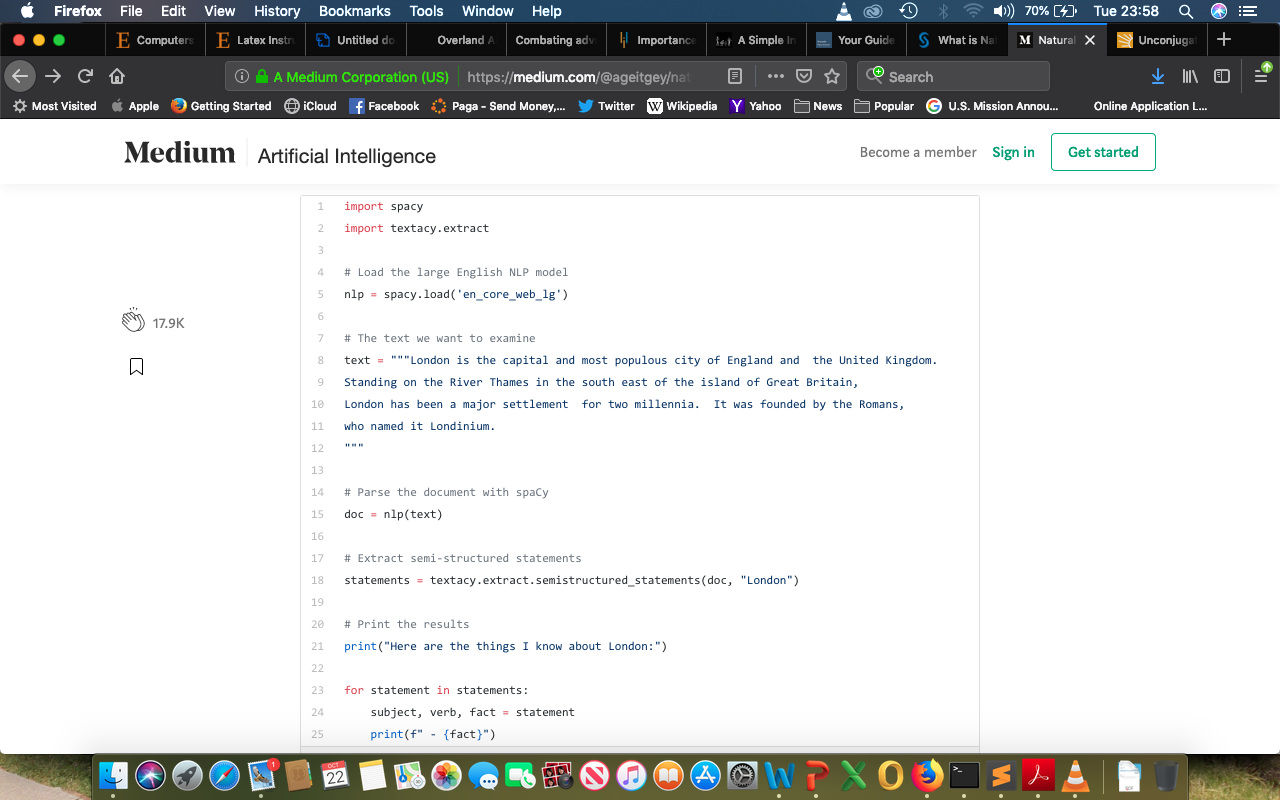 Firefox File Edit View History Bookmarks Tools Window Help 70% Tue 23:58
Computers Latex Instru Untitled do Overland A Combating adv Importance A Simple In Your Guide What is Na Natural Unconjuga
A Medium Corporation (US) https://medium.com/@ageitgey/nat Search
Most Visited Apple Getting Started iCloud Facebook Paga - Send Money,... Twitter Wikipedia Yahoo News Popular U.S. Mission Annou... Online Application L...
Medium Artificial Intelligence Become a member Sign in Get started
1 import spacy
2 import textacy.extract
3
4 # Load the large English NLP model
5 nlp = spacy.load('en_core_web_lg')
6
17.9K
7 # The text we want to examine
8 text = """London is the capital and most populous city of England and  the United Kingdom.
9 Standing on the River Thames in the south east of the island of Great Britain,
10 London has been a major settlement  for two millennia.  It was founded by the Romans,
11 who named it Londinium.
12 """
13
14 # Parse the document with spaCy
15 doc = nlp(text)
16
17 # Extract semi-structured statements
18 statements = textacy.extract.semistructured_statements(doc, "London")
19
20 # Print the results
21 print("Here are the things I know about London:")
22
23 for statement in statements:
24     subject, verb, fact = statement
25     print(f" - {fact}")
1
OCT
22